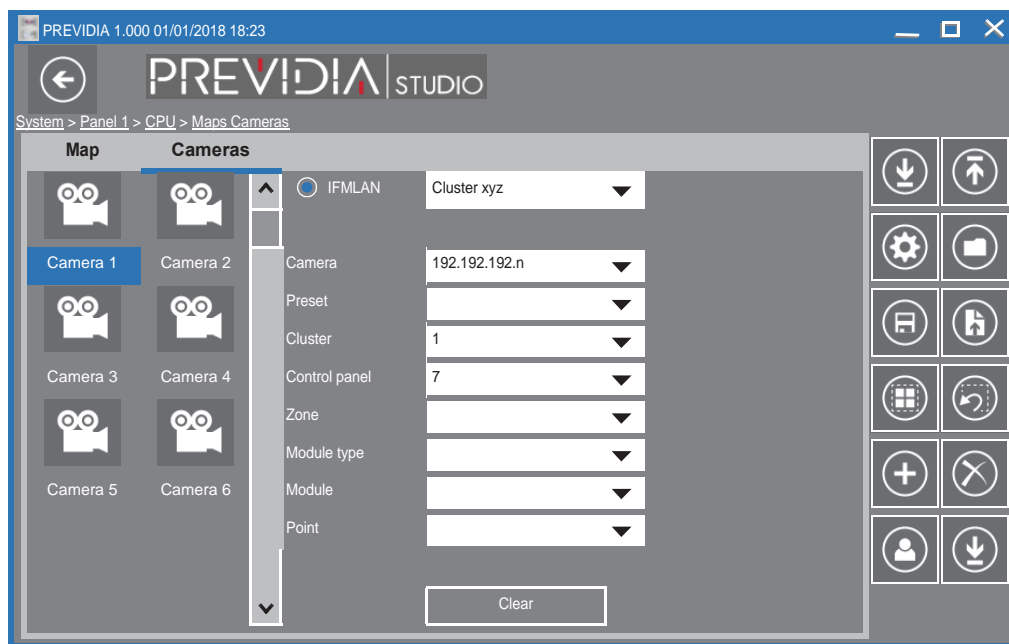 PREVIDIA 1.000 01/01/2018 18:23
PREVIDIA STUDIO
System > Panel 1 > CPU > Maps Cameras
Map Cameras
IFMLAN Cluster xyz
Camera 1 Camera 2
Camera 192.192.192.n
Preset
Cluster 1
Camera 3 Camera 4
Control panel 7
Zone
Module type
Camera 5 Camera 6
Module
Point
Clear